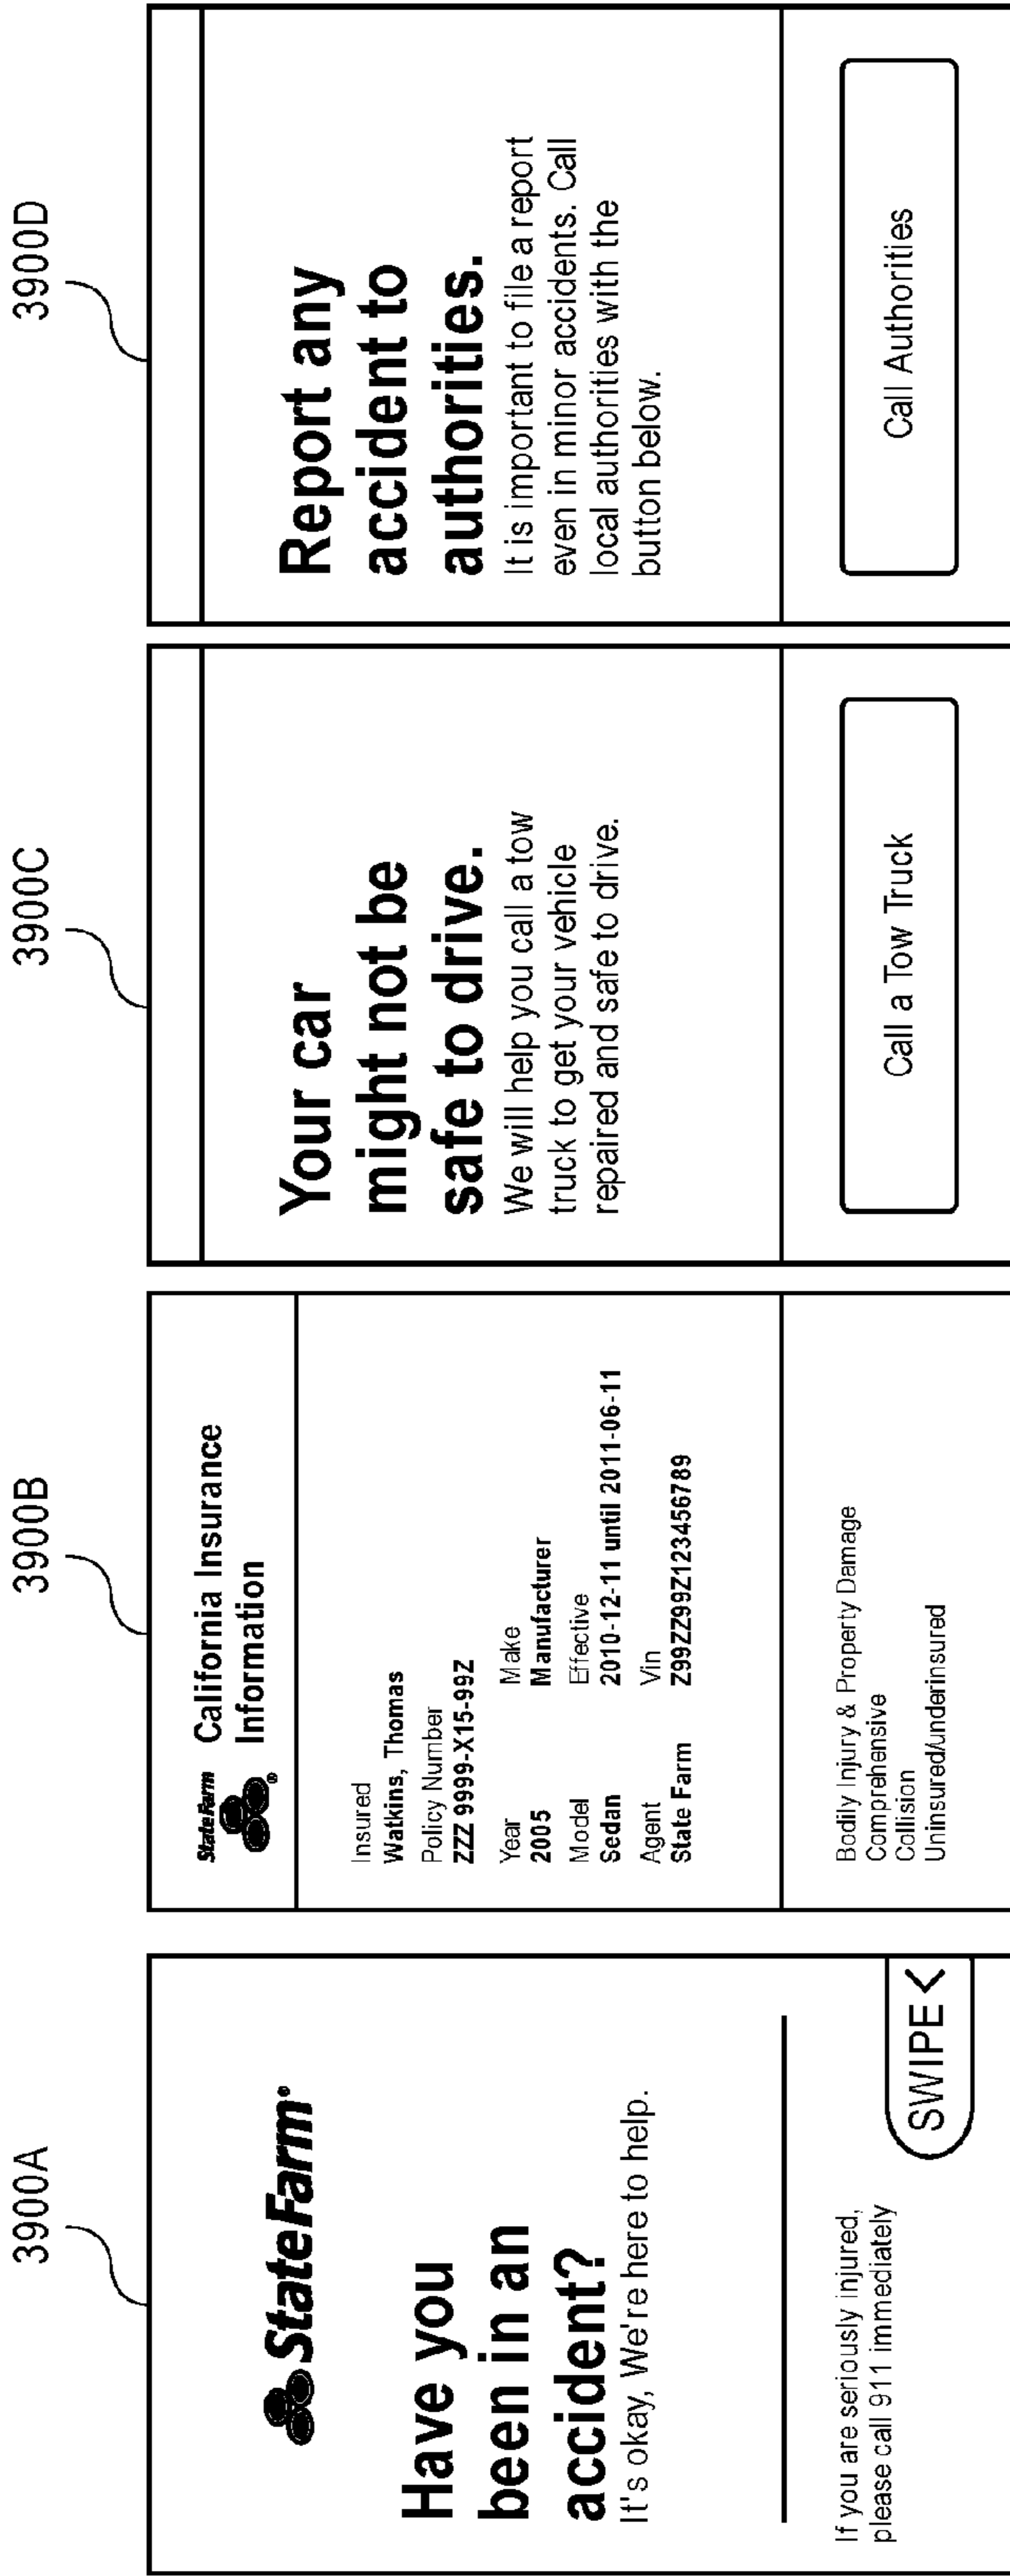 3900A
StateFarm®
Have you
been in an
accident?
It's okay, We're here to help.
If you are seriously injured,
please call 911 immediately
SWIPE <
3900B
State Farm
®
California Insurance
Information
Insured
Watkins, Thomas
Policy Number
ZZZ 9999-X15-99Z
Year Make
2005 Manufacturer
Model Effective
Sedan 2010-12-11 until 2011-06-11
Agent Vin
State Farm Z99ZZ99Z123456789
Bodily Injury & Property Damage
Comprehensive
Collision
Uninsured/underinsured
3900C
Your car
might not be
safe to drive.
We will help you call a tow
truck to get your vehicle
repaired and safe to drive.
Call a Tow Truck
3900D
Report any
accident to
authorities.
It is important to file a report
even in minor accidents. Call
local authorities with the
button below.
Call Authorities